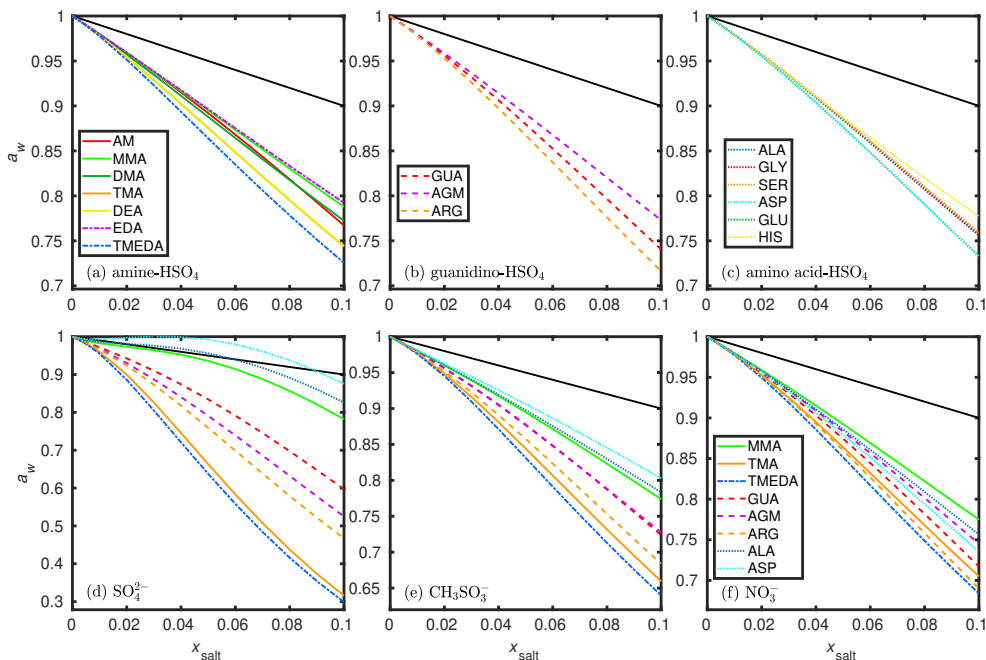 1
0.95
0.9
0.85
0.8
0.75
0.7
a_w
AM
MMA
DMA
TMA
DEA
EDA
TMEDA
(a) amine-HSO₄
0 0.02 0.04 0.06 0.08 0.1
1
0.95
0.9
0.85
0.8
0.75
0.7
GUA
AGM
ARG
(b) guanidino-HSO₄
0 0.02 0.04 0.06 0.08 0.1
1
0.95
0.9
0.85
0.8
0.75
0.7
ALA
GLY
SER
ASP
GLU
HIS
(c) amino acid-HSO₄
0 0.02 0.04 0.06 0.08 0.1
1
0.9
0.8
0.7
0.6
0.5
0.4
0.3
a_w
(d) SO₄²⁻
0 0.02 0.04 0.06 0.08 0.1
x_salt
1
0.95
0.9
0.85
0.8
0.75
0.7
0.65
(e) CH₃SO₃⁻
0 0.02 0.04 0.06 0.08 0.1
x_salt
1
0.95
0.9
0.85
0.8
0.75
0.7
MMA
TMA
TMEDA
GUA
AGM
ARG
ALA
ASP
(f) NO₃⁻
0 0.02 0.04 0.06 0.08 0.1
x_salt